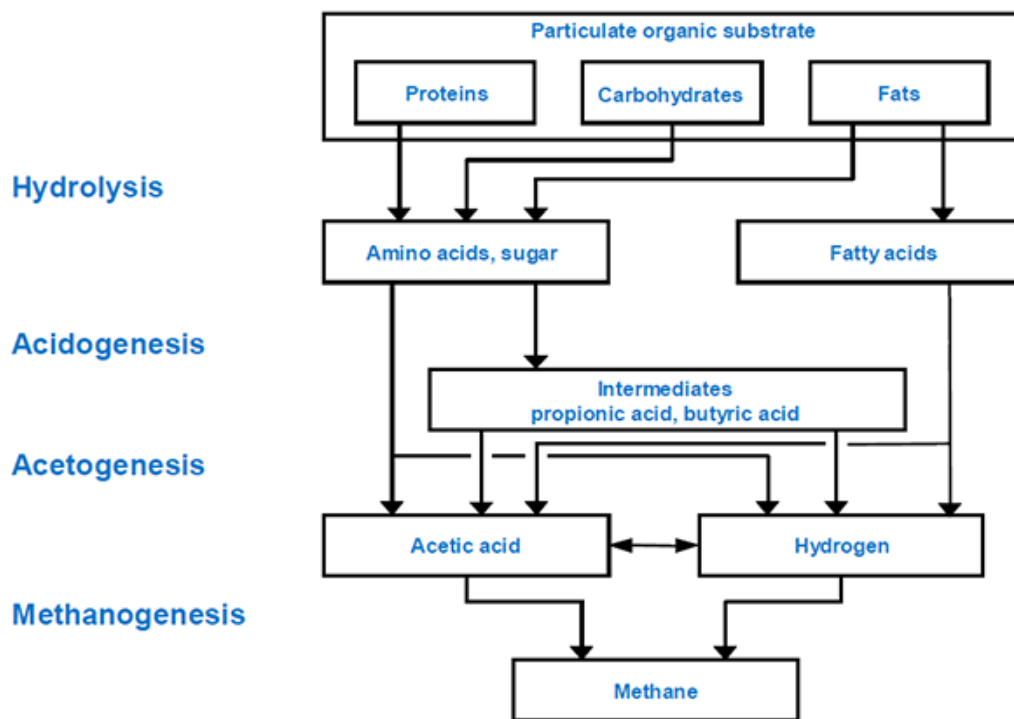 Particulate organic substrate
Proteins
Carbohydrates
Fats
Hydrolysis
Amino acids, sugar
Fatty acids
Acidogenesis
Intermediates
propionic acid, butyric acid
Acetogenesis
Acetic acid
Hydrogen
Methanogenesis
Methane